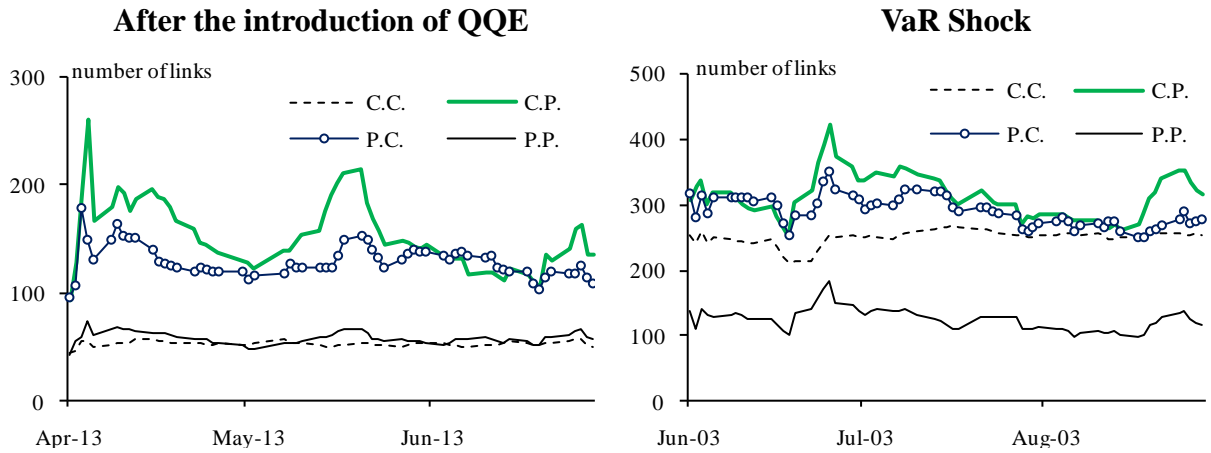 After the introduction of QQE
number of links
300
200
100
0
C.C.
C.P.
P.C.
P.P.
Apr-13
May-13
Jun-13
VaR Shock
number of links
500
400
300
200
100
0
C.C.
C.P.
P.C.
P.P.
Jun-03
Jul-03
Aug-03